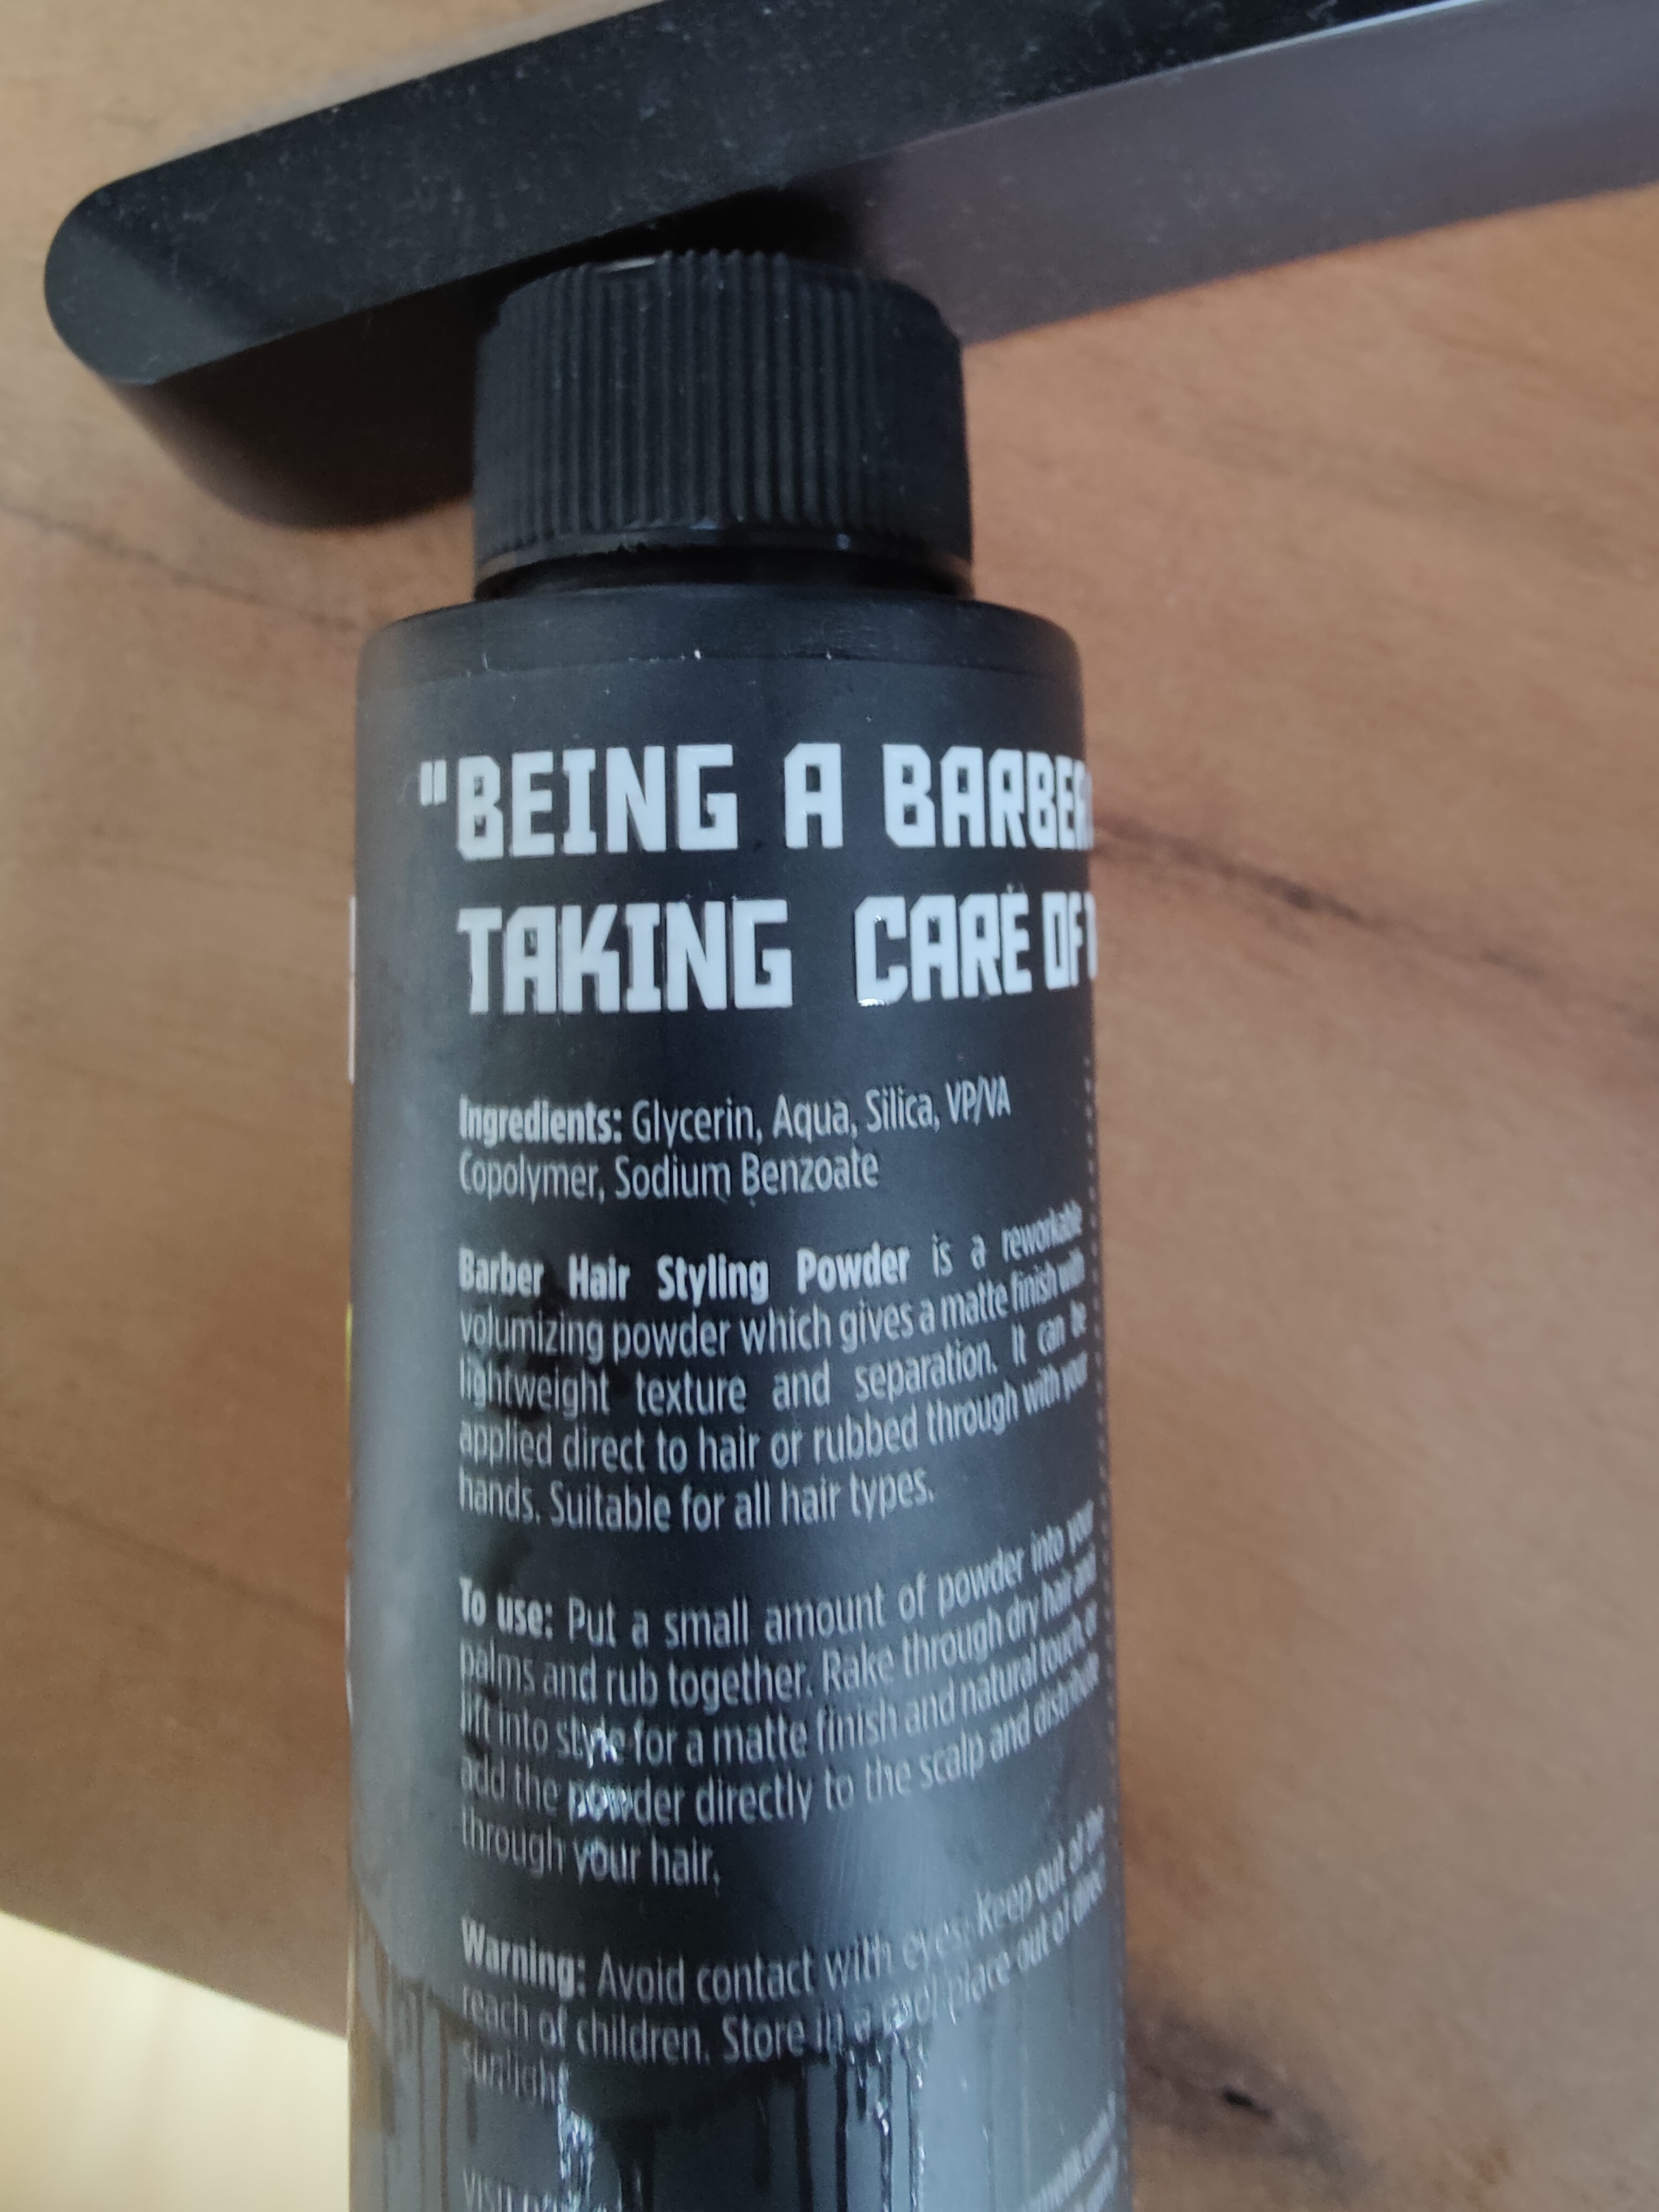 "BEING A BARBER
TAKING CARE OF
Ingredients: Glycerin, Aqua, Silica, VP/VA
Copolymer, Sodium Benzoate
Barber Hair Styling Powder is a reworkable
volumizing powder which gives a matte finish with
lightweight texture and separation. It can be
applied direct to hair or rubbed through with your
hands. Suitable for all hair types.
To use: Put a small amount of powder into your
palms and rub together. Rake through dry hair and
lift into style for a matte finish and natural touch, or
add the powder directly to the scalp and distribute
through your hair.
Warning: Avoid contact with eyes. Keep out of the
reach of children. Store in a cool place out of direct
sunlight